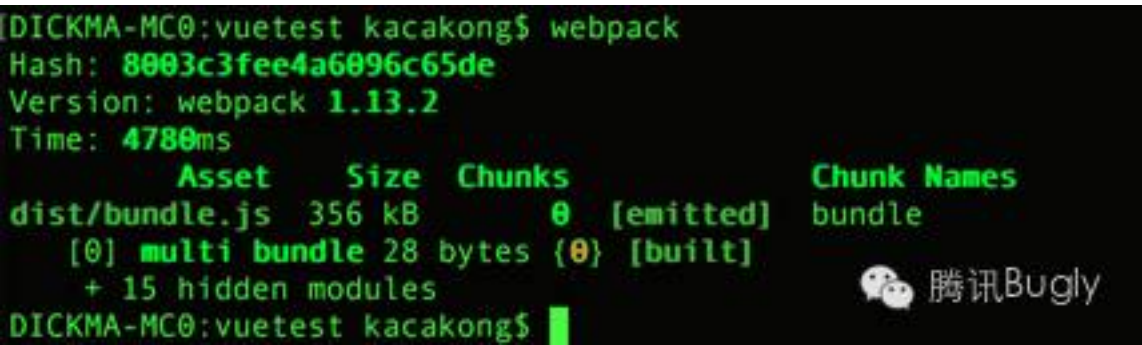 [DICKMA-MC0:vuetest kacakong$ webpack
Hash: 8003c3fee4a6096c65de
Version: webpack 1.13.2
Time: 4780ms
Asset Size Chunks Chunk Names
dist/bundle.js 356 kB 0 [emitted] bundle
[0] multi bundle 28 bytes {0} [built]
+ 15 hidden modules
腾讯Bugly
DICKMA-MC0:vuetest kacakong$